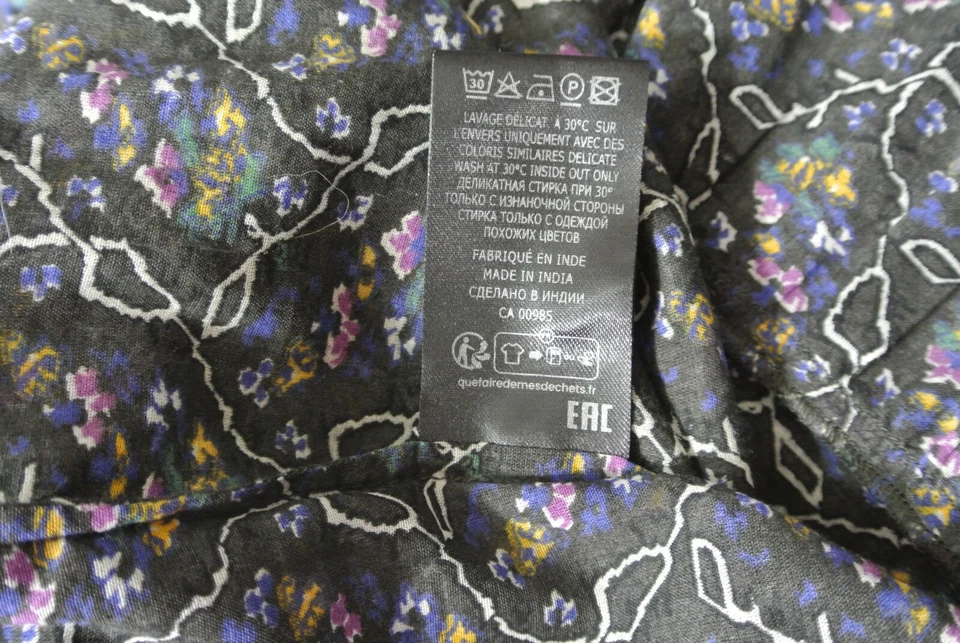 30 P
LAVAGE DÉLICAT À 30°C SUR
L'ENVERS UNIQUEMENT AVEC DES
COLORIS SIMILAIRES DELICATE
WASH AT 30°C INSIDE OUT ONLY
ДЕЛИКАТНАЯ СТИРКА ПРИ 30°
ТОЛЬКО С ИЗНАНОЧНОЙ СТОРОНЫ
СТИРКА ТОЛЬКО С ОДЕЖДОЙ
ПОХОЖИХ ЦВЕТОВ
FABRIQUÉ EN INDE
MADE IN INDIA
СДЕЛАНО В ИНДИИ
CA 00985
quefairedemesdechets.fr
EAC